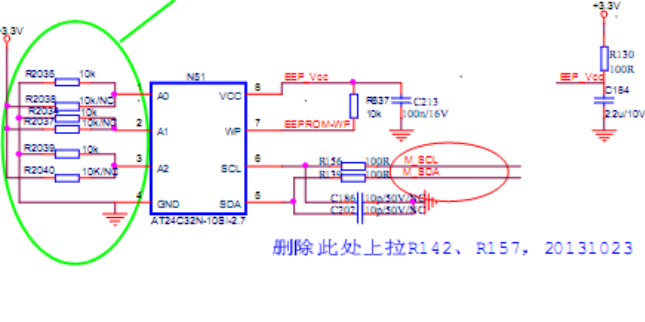 +3.3V
+3.3V
R130
100R
EEP_Vcc
C184
2.2u/10V
R2035 10k
R2038 10k/NC
R2034 10k
R2037 10k/NC
R2039 10k
R2040 10K/NC
N51
1 A0 VCC 8 EEP_Vcc
2 A1 WP 7 EEPROM-WP
3 A2 SCL 6 R156 100R M_SCL
R139 100R M_SDA
4 GND SDA 5
R637
10k
C213
100n/16V
C186 10p/50V/NC
C202 10p/50V/NC
AT24C32N-10SI-2.7
删除此处上拉R142、R157，20131023